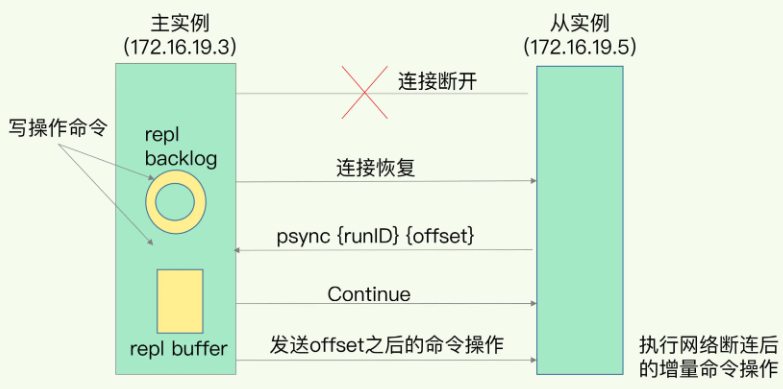 主实例
（172.16.19.3）
从实例
（172.16.19.5）
连接断开
写操作命令
repl
backlog
连接恢复
psync {runID} {offset}
Continue
repl buffer
发送offset之后的命令操作
执行网络断连后
的增量命令操作